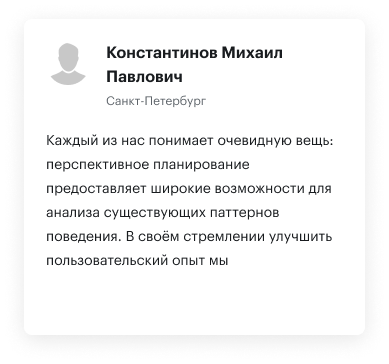 Константинов Михаил
Павлович
Санкт-Петербург
Каждый из нас понимает очевидную вещь:
перспективное планирование
предоставляет широкие возможности для
анализа существующих паттернов
поведения. В своём стремлении улучшить
пользовательский опыт мы